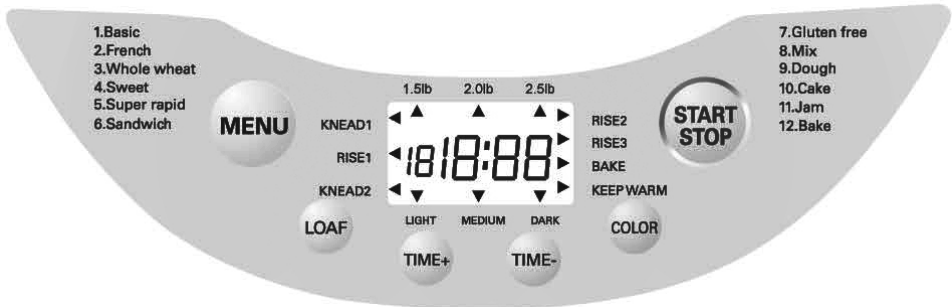 1.Basic
2.French
3.Whole wheat
4.Sweet
5.Super rapid
6.Sandwich
MENU
1.5lb 2.0lb 2.5lb
KNEAD1
RISE1
KNEAD2
18 18:88
RISE2
RISE3
BAKE
KEEP WARM
LIGHT MEDIUM DARK
LOAF
TIME+
TIME-
COLOR
START
STOP
7.Gluten free
8.Mix
9.Dough
10.Cake
11.Jam
12.Bake